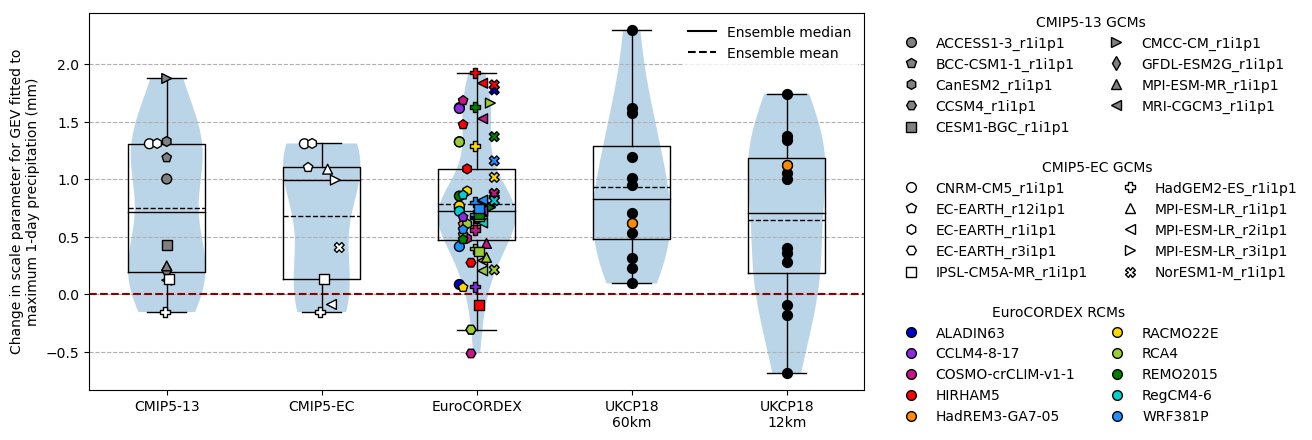 Change in scale parameter for GEV fitted to
maximum 1-day precipitation (mm)
2.0
1.5
1.0
0.5
0.0
−0.5
Ensemble median
Ensemble mean
CMIP5-13
CMIP5-EC
EuroCORDEX
UKCP18
60km
UKCP18
12km
CMIP5-13 GCMs
ACCESS1-3_r1i1p1
BCC-CSM1-1_r1i1p1
CanESM2_r1i1p1
CCSM4_r1i1p1
CESM1-BGC_r1i1p1
CMCC-CM_r1i1p1
GFDL-ESM2G_r1i1p1
MPI-ESM-MR_r1i1p1
MRI-CGCM3_r1i1p1
CMIP5-EC GCMs
CNRM-CM5_r1i1p1
EC-EARTH_r12i1p1
EC-EARTH_r1i1p1
EC-EARTH_r3i1p1
IPSL-CM5A-MR_r1i1p1
HadGEM2-ES_r1i1p1
MPI-ESM-LR_r1i1p1
MPI-ESM-LR_r2i1p1
MPI-ESM-LR_r3i1p1
NorESM1-M_r1i1p1
EuroCORDEX RCMs
ALADIN63
CCLM4-8-17
COSMO-crCLIM-v1-1
HIRHAM5
HadREM3-GA7-05
RACMO22E
RCA4
REMO2015
RegCM4-6
WRF381P